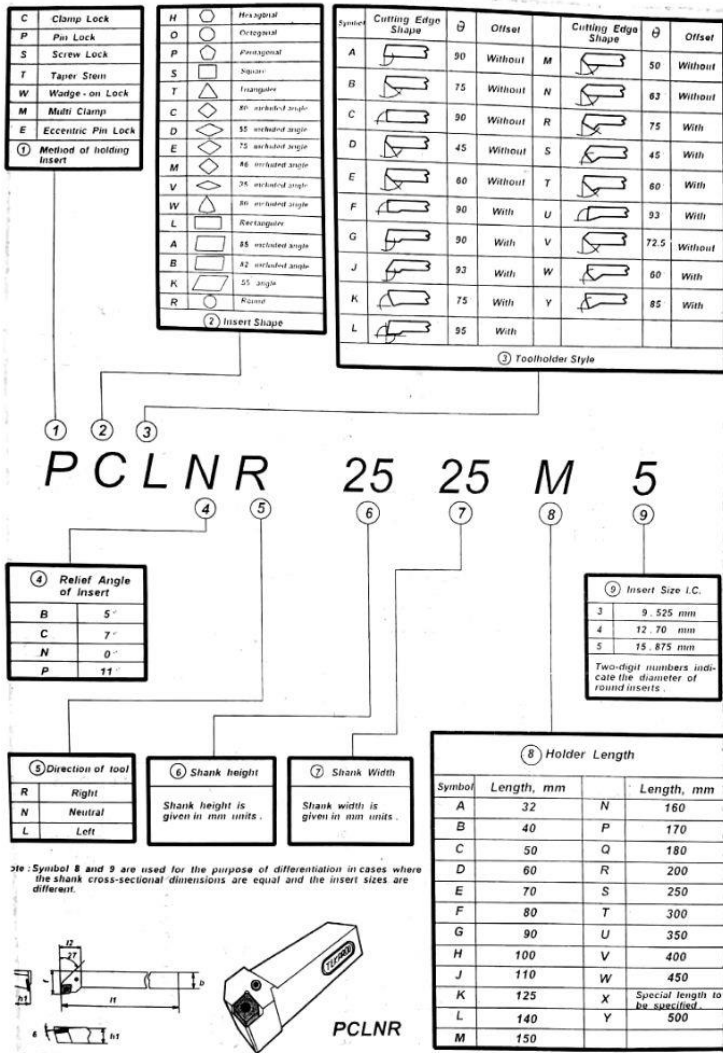 C Clamp Lock
P Pin Lock
S Screw Lock
T Taper Stem
W Wadge - on Lock
M Multi Clamp
E Eccentric Pin Lock
① Method of holding
Insert
H Hexagonal
O Octogonal
P Pentagonal
S Square
T Trianguler
C 80 included angle
D 55 included angle
E 75 included angle
M 86 included angle
V 35 included angle
W 80 included angle
L Rectanguler
A 85 included angle
B 82 included angle
K 55 angle
R Round
② Insert Shape
Symbol Cutting Edge Shape θ Offset Cutting Edge Shape θ Offset
A 90 Without M 50 Without
B 75 Without N 63 Without
C 90 Without R 75 With
D 45 Without S 45 With
E 60 Without T 60 With
F 90 With U 93 With
G 90 With V 72.5 Without
J 93 With W 60 With
K 75 With Y 85 With
L 95 With
③ Toolholder Style
① ② ③
P C L N R 25 25 M 5
④ ⑤ ⑥ ⑦ ⑧ ⑨
④ Relief Angle
of Insert
B 5°
C 7°
N 0°
P 11°
⑨ Insert Size I.C.
3 9.525 mm
4 12.70 mm
5 15.875 mm
Two-digit numbers indi-
cate the diameter of
round inserts.
⑤ Direction of tool
R Right
N Neutral
L Left
⑥ Shank height
Shank height is
given in mm units.
⑦ Shank Width
Shank width is
given in mm units.
⑧ Holder Length
Symbol Length, mm Length, mm
A 32 N 160
B 40 P 170
C 50 Q 180
D 60 R 200
E 70 S 250
F 80 T 300
G 90 U 350
H 100 V 400
J 110 W 450
K 125 X Special length to be specified.
L 140 Y 500
M 150
ote : Symbol 8 and 9 are used for the purpose of differentiation in cases where
the shank cross-sectional dimensions are equal and the insert sizes are
different.
l2
27
f
h1
b
l1
6
h1
PCLNR